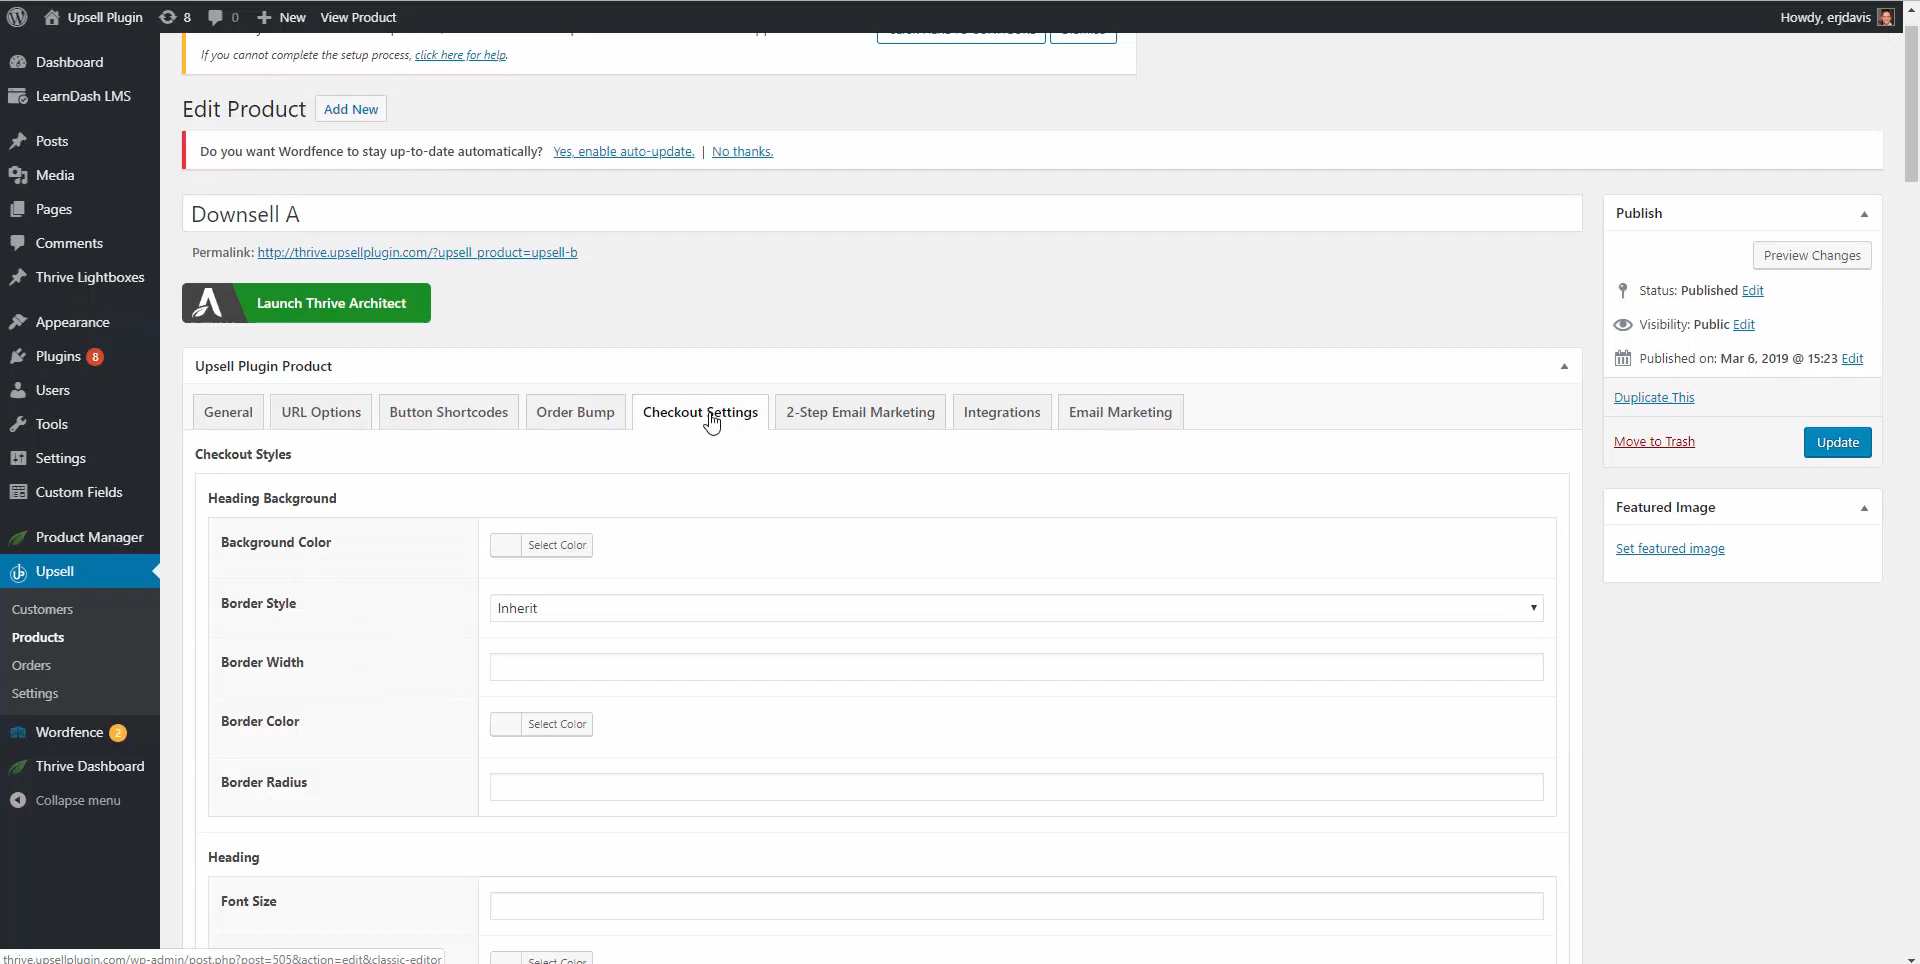 Upsell Plugin 8 0 New View Product Howdy, erjdavis
If you cannot complete the setup process, click here for help.
Dashboard
LearnDash LMS
Posts
Media
Pages
Comments
Thrive Lightboxes
Appearance
Plugins 8
Users
Tools
Settings
Custom Fields
Product Manager
Upsell
Customers
Products
Orders
Settings
Wordfence 2
Thrive Dashboard
Collapse menu
Edit Product Add New
Do you want Wordfence to stay up-to-date automatically? Yes, enable auto-update. | No thanks.
Downsell A
Permalink: http://thrive.upsellplugin.com/?upsell_product=upsell-b
Launch Thrive Architect
Upsell Plugin Product
General URL Options Button Shortcodes Order Bump Checkout Settings 2-Step Email Marketing Integrations Email Marketing
Checkout Styles
Heading Background
Background Color Select Color
Border Style Inherit
Border Width
Border Color Select Color
Border Radius
Heading
Font Size
Select Color
Publish
Preview Changes
Status: Published Edit
Visibility: Public Edit
Published on: Mar 6, 2019 @ 15:23 Edit
Duplicate This
Move to Trash Update
Featured Image
Set featured image
thrive.upsellplugin.com/wp-admin/post.php?post=505&action=edit&classic-editor